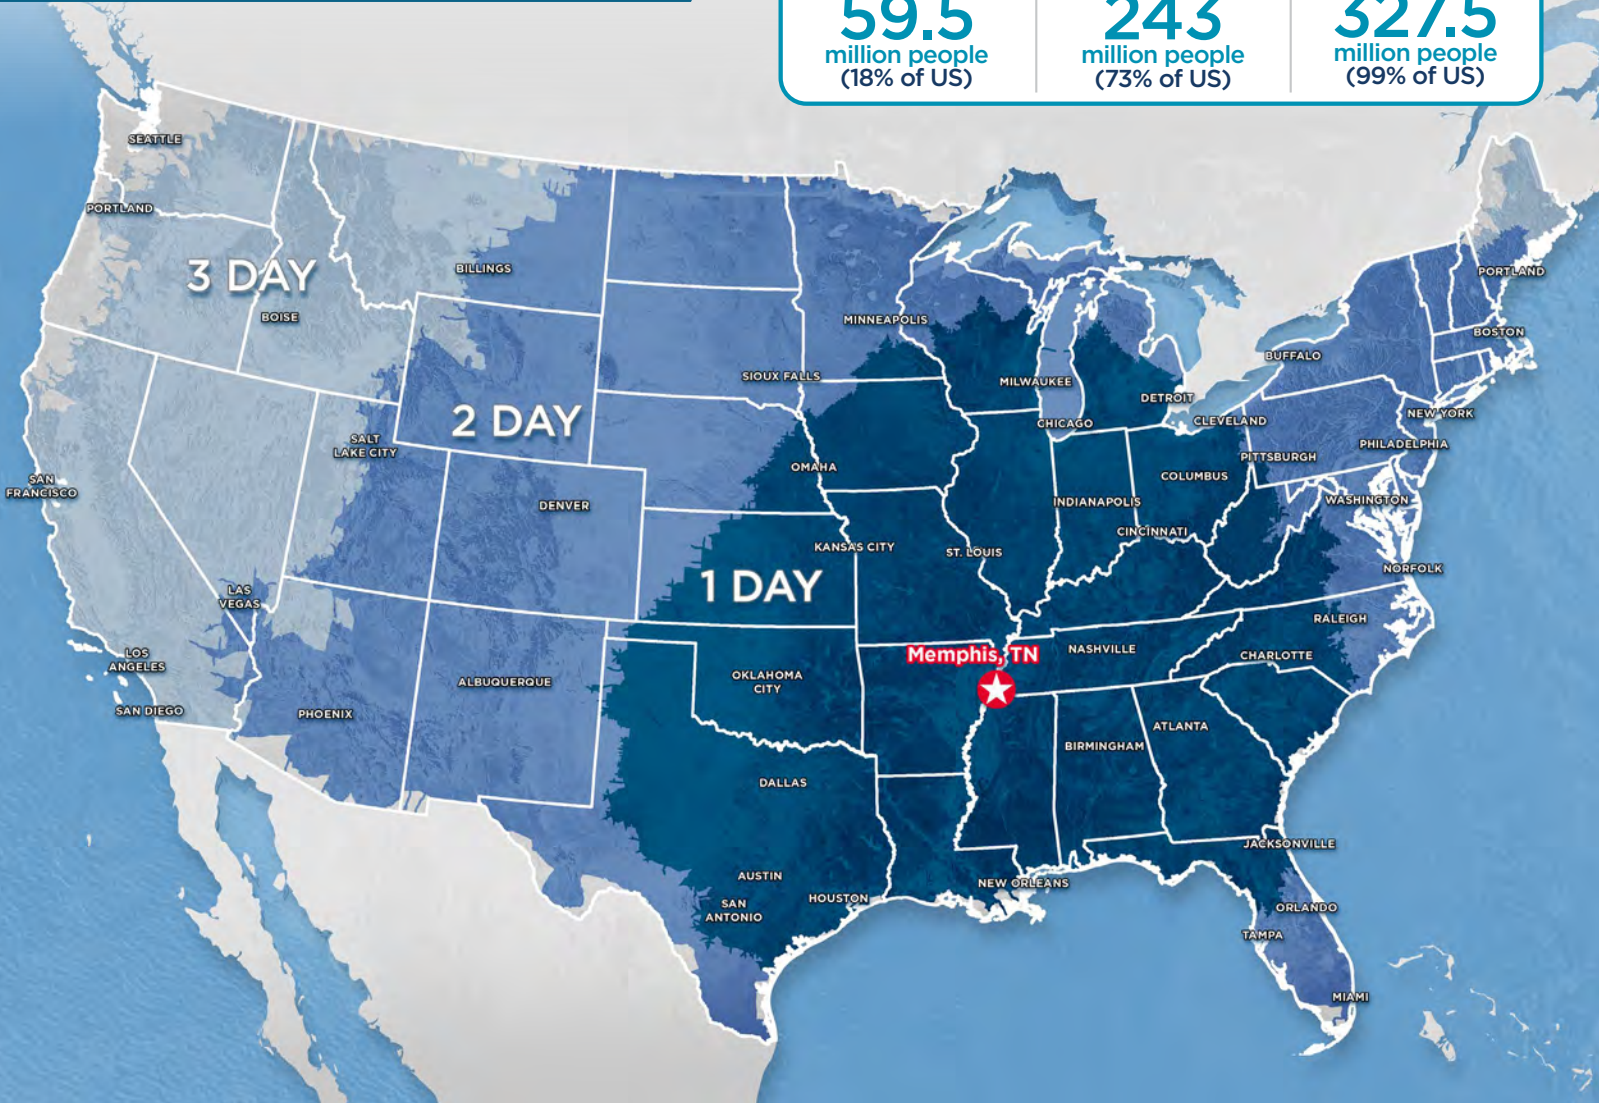 59.5
million people
(18% of US)
243
million people
(73% of US)
327.5
million people
(99% of US)
SEATTLE
PORTLAND
3 DAY
BOISE
BILLINGS
MINNEAPOLIS
PORTLAND
BOSTON
BUFFALO
SIOUX FALLS
MILWAUKEE
DETROIT
2 DAY
CHICAGO
CLEVELAND
NEW YORK
SALT
LAKE CITY
PHILADELPHIA
PITTSBURGH
OMAHA
COLUMBUS
SAN
FRANCISCO
DENVER
INDIANAPOLIS
WASHINGTON
CINCINNATI
KANSAS CITY
ST. LOUIS
NORFOLK
1 DAY
LAS
VEGAS
RALEIGH
LOS
ANGELES
Memphis, TN
NASHVILLE
CHARLOTTE
ALBUQUERQUE
OKLAHOMA
CITY
SAN DIEGO
PHOENIX
ATLANTA
BIRMINGHAM
DALLAS
JACKSONVILLE
AUSTIN
NEW ORLEANS
HOUSTON
SAN
ANTONIO
ORLANDO
TAMPA
MIAMI